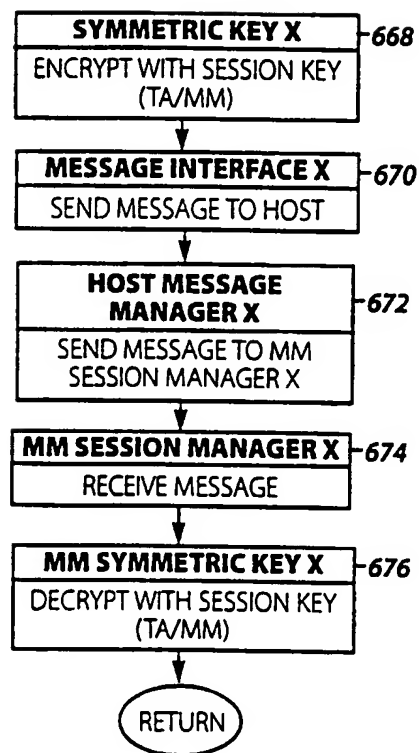 SYMMETRIC KEY X
668
ENCRYPT WITH SESSION KEY
(TA/MM)
MESSAGE INTERFACE X
670
SEND MESSAGE TO HOST
HOST MESSAGE
MANAGER X
672
SEND MESSAGE TO MM
SESSION MANAGER X
MM SESSION MANAGER X
674
RECEIVE MESSAGE
MM SYMMETRIC KEY X
676
DECRYPT WITH SESSION KEY
(TA/MM)
RETURN